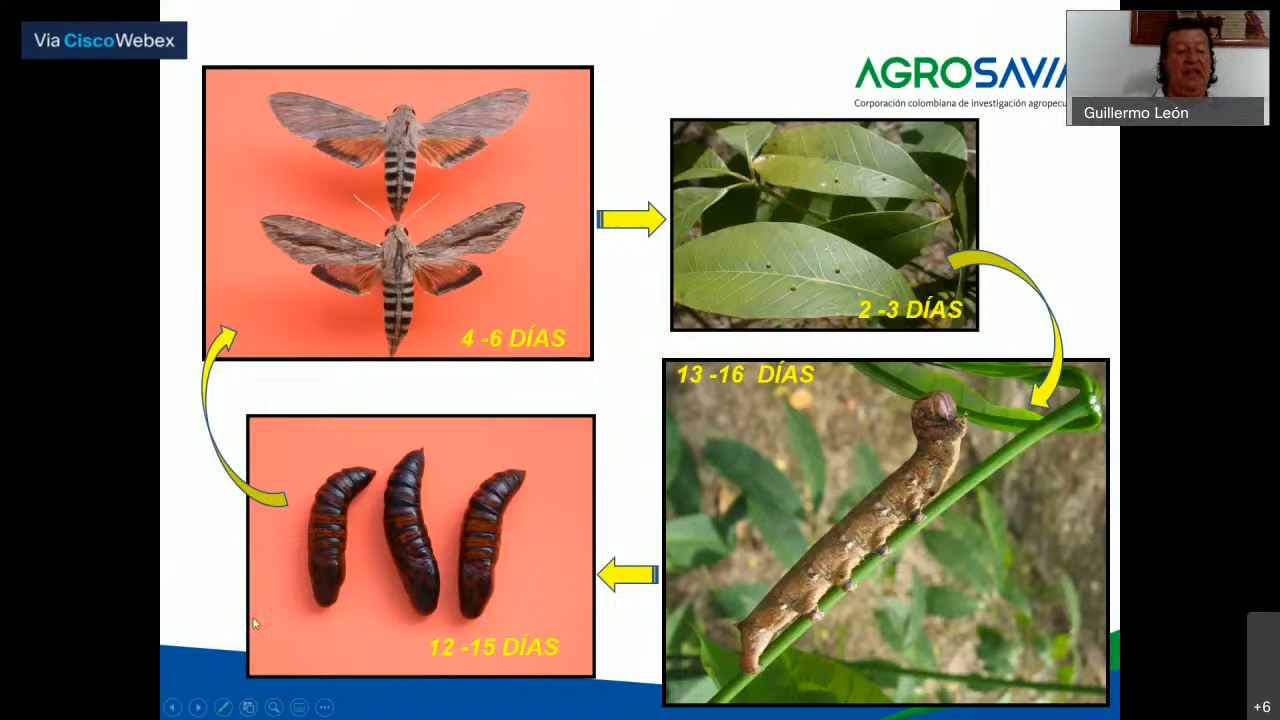 Vía CiscoWebex
AGROSAVIA
Corporación colombiana de investigación agropecu
Guillermo León
4 -6 DÍAS
2 -3 DÍAS
13 -16 DÍAS
12 -15 DÍAS
+6